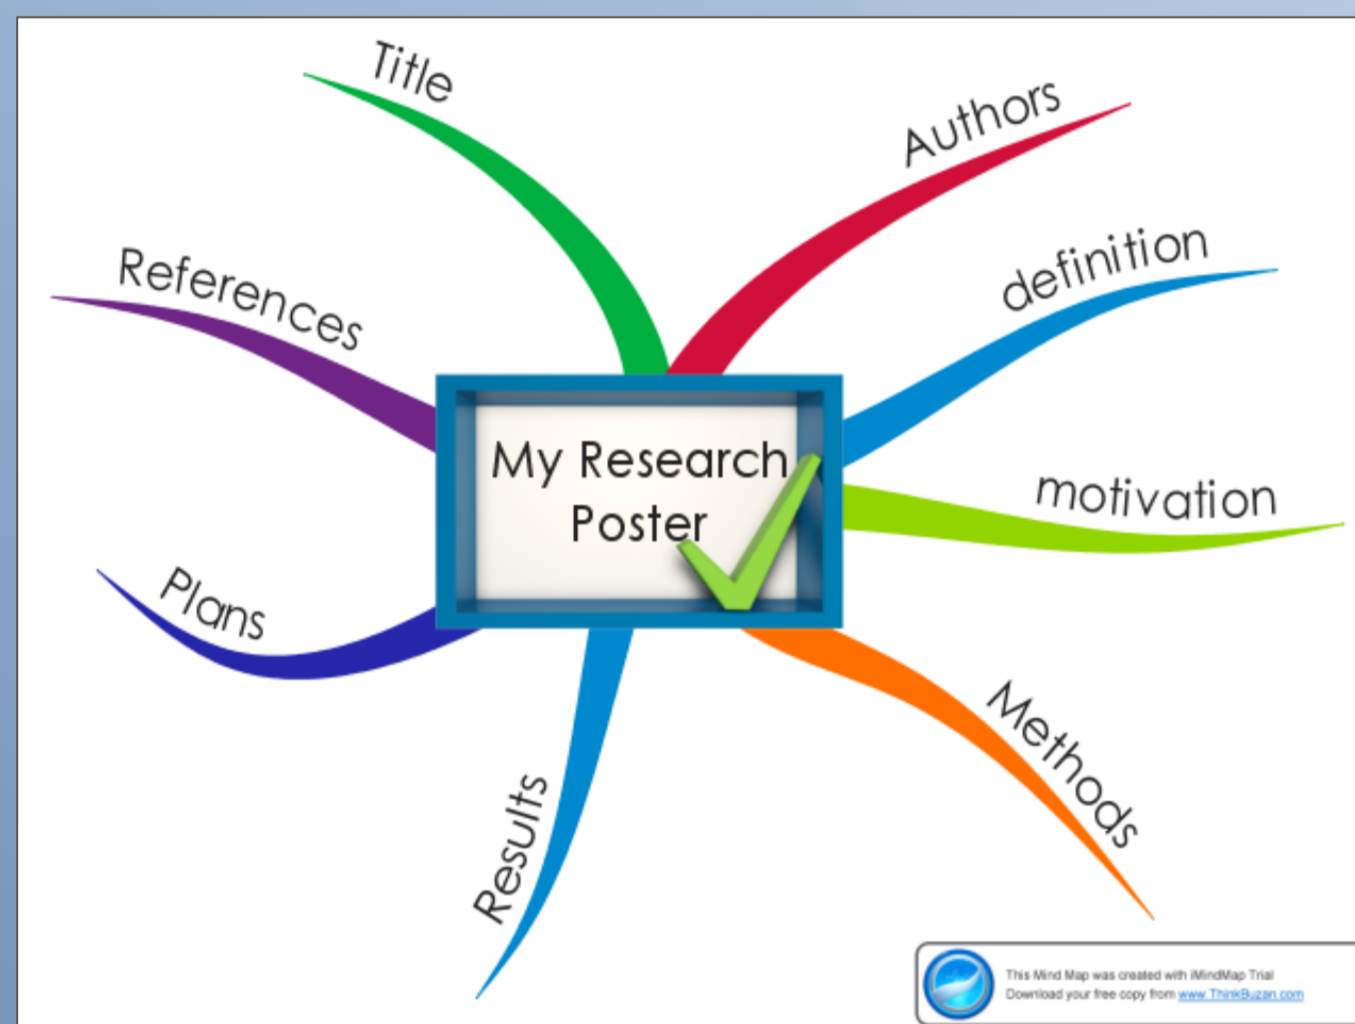 Title
Authors
References
definition
My Research
Poster
motivation
Plans
Methods
Results
This Mind Map was created with iMindMap Trial
Download your free copy from www.ThinkBuzan.com